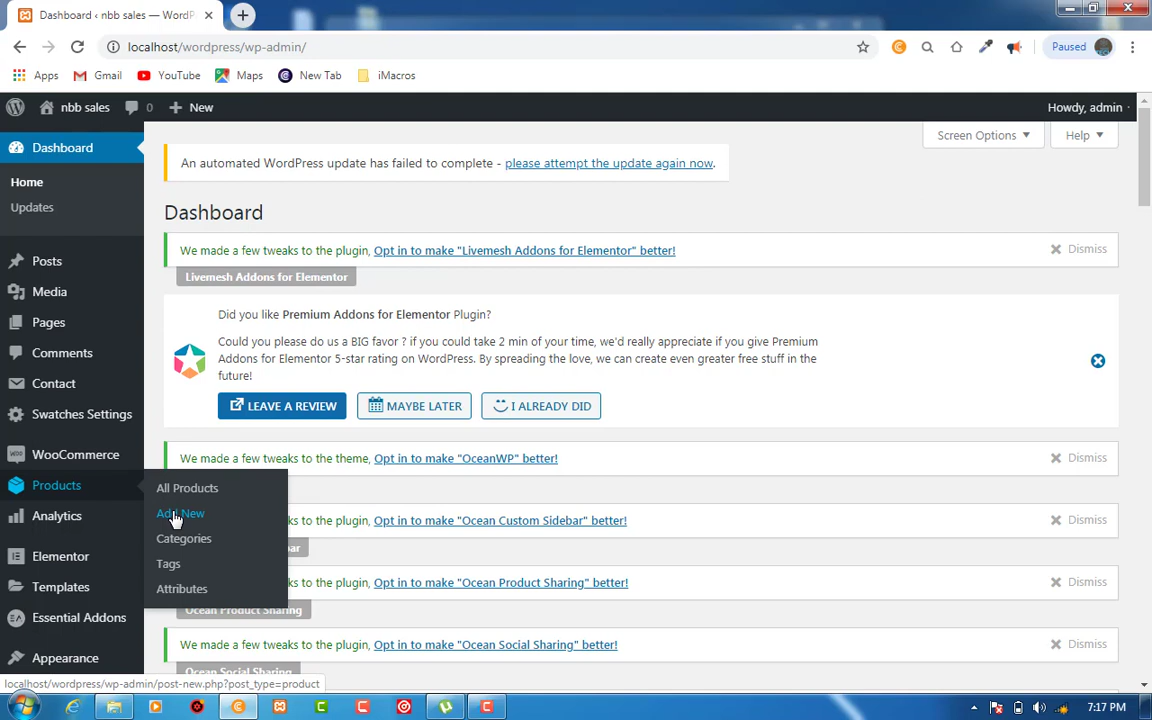 Dashboard ‹ nbb sales — WordP
localhost/wordpress/wp-admin/
Paused
Apps
Gmail
YouTube
Maps
New Tab
iMacros
nbb sales
0
New
Howdy, admin
Dashboard
Home
Updates
Posts
Media
Pages
Comments
Contact
Swatches Settings
WooCommerce
Products
Analytics
Elementor
Templates
Essential Addons
Appearance
All Products
Add New
Categories
Tags
Attributes
Screen Options
Help
An automated WordPress update has failed to complete - please attempt the update again now.
Dashboard
We made a few tweaks to the plugin, Opt in to make "Livemesh Addons for Elementor" better!
Dismiss
Livemesh Addons for Elementor
Did you like Premium Addons for Elementor Plugin?
Could you please do us a BIG favor ? if you could take 2 min of your time, we'd really appreciate if you give Premium
Addons for Elementor 5-star rating on WordPress. By spreading the love, we can create even greater free stuff in the
future!
LEAVE A REVIEW
MAYBE LATER
I ALREADY DID
We made a few tweaks to the theme, Opt in to make "OceanWP" better!
Dismiss
ks to the plugin, Opt in to make "Ocean Custom Sidebar" better!
Dismiss
bar
ks to the plugin, Opt in to make "Ocean Product Sharing" better!
Dismiss
Ocean Product Sharing
We made a few tweaks to the plugin, Opt in to make "Ocean Social Sharing" better!
Dismiss
Ocean Social Sharing
localhost/wordpress/wp-admin/post-new.php?post_type=product
7:17 PM